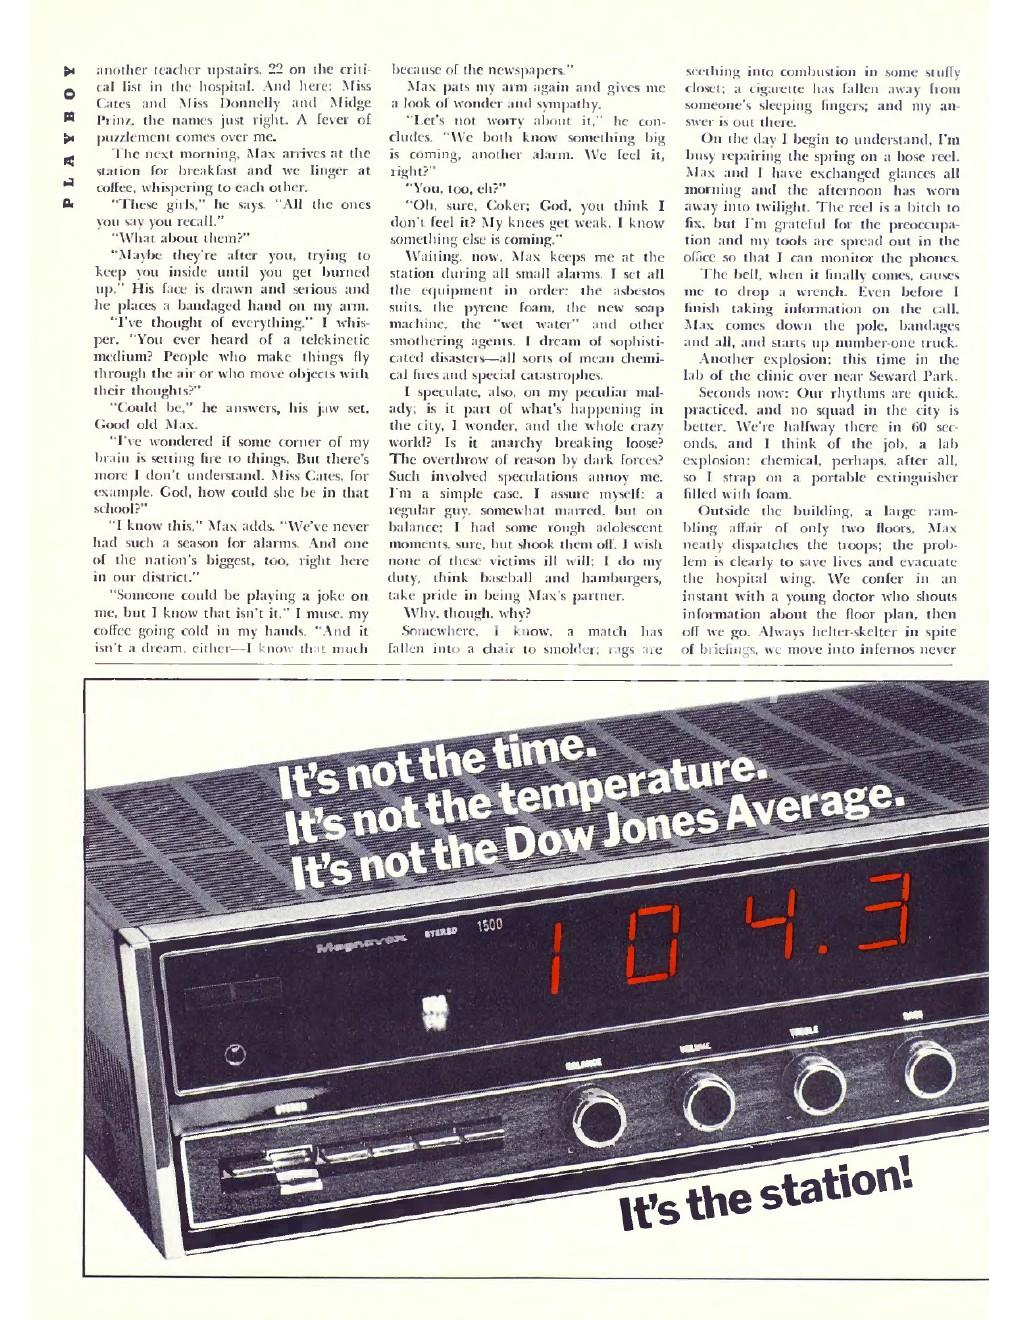 PLAYBOY
another teacher upstairs, 22 on the criti-
cal list in the hospital. And here: Miss
Cates and Miss Donnelly and Midge
Prinz, the names just right. A fever of
puzzlement comes over me.
The next morning, Max arrives at the
station for breakfast and we linger at
coffee, whispering to each other.
"These girls," he says. "All the ones
you say you recall."
"What about them?"
"Maybe they're after you, trying to
keep you inside until you get burned
up." His face is drawn and serious and
he places a bandaged hand on my arm.
"I've thought of everything," I whis-
per. "You ever heard of a telekinetic
medium? People who make things fly
through the air or who move objects with
their thoughts?"
"Could be," he answers, his jaw set.
Good old Max.
"I've wondered if some corner of my
brain is setting fire to things. But there's
more I don't understand. Miss Cates, for
example. God, how could she be in that
school?"
"I know this," Max adds. "We've never
had such a season for alarms. And one
of the nation's biggest, too, right here
in our district."
"Someone could be playing a joke on
me, but I know that isn't it," I muse, my
coffee going cold in my hands. "And it
isn't a dream, either—I know that much
because of the newspapers."
Max pats my arm again and gives me
a look of wonder and sympathy.
"Let's not worry about it," he con-
cludes. "We both know something big
is coming, another alarm. We feel it,
right?"
"You, too, eh?"
"Oh, sure, Coker; God, you think I
don't feel it? My knees get weak, I know
something else is coming."
Waiting, now, Max keeps me at the
station during all small alarms. I set all
the equipment in order: the asbestos
suits, the pyrene foam, the new soap
machine, the "wet water" and other
smothering agents. I dream of sophisti-
cated disasters—all sorts of mean chemi-
cal fires and special catastrophes.
I speculate, also, on my peculiar mal-
ady; is it part of what's happening in
the city, I wonder, and the whole crazy
world? Is it anarchy breaking loose?
The overthrow of reason by dark forces?
Such involved speculations annoy me.
I'm a simple case, I assure myself: a
regular guy, somewhat marred, but on
balance; I had some rough adolescent
moments, sure, but shook them off. I wish
none of these victims ill will; I do my
duty, think baseball and hamburgers,
take pride in being Max's partner.
Why, though, why?
Somewhere, I know, a match has
fallen into a chair to smolder; rags are
seething into combustion in some stuffy
closet; a cigarette has fallen away from
someone's sleeping fingers; and my an-
swer is out there.
On the day I begin to understand, I'm
busy repairing the spring on a hose reel.
Max and I have exchanged glances all
morning and the afternoon has worn
away into twilight. The reel is a bitch to
fix, but I'm grateful for the preoccupa-
tion and my tools are spread out in the
office so that I can monitor the phones.
The bell, when it finally comes, causes
me to drop a wrench. Even before I
finish taking information on the call,
Max comes down the pole, bandages
and all, and starts up number-one truck.
Another explosion: this time in the
lab of the clinic over near Seward Park.
Seconds now: Our rhythms are quick,
practiced, and no squad in the city is
better. We're halfway there in 60 sec-
onds, and I think of the job, a lab
explosion: chemical, perhaps, after all,
so I strap on a portable extinguisher
filled with foam.
Outside the building, a large ram-
bling affair of only two floors, Max
neatly dispatches the troops; the prob-
lem is clearly to save lives and evacuate
the hospital wing. We confer in an
instant with a young doctor who shouts
information about the floor plan, then
off we go. Always helter-skelter in spite
of briefings, we move into infernos never
It's not the time.
It's not the temperature.
It's not the Dow Jones Average.
Magnavox STEREO 1500
104.3
BALANCE VOLUME TREBLE BASS
It's the station!